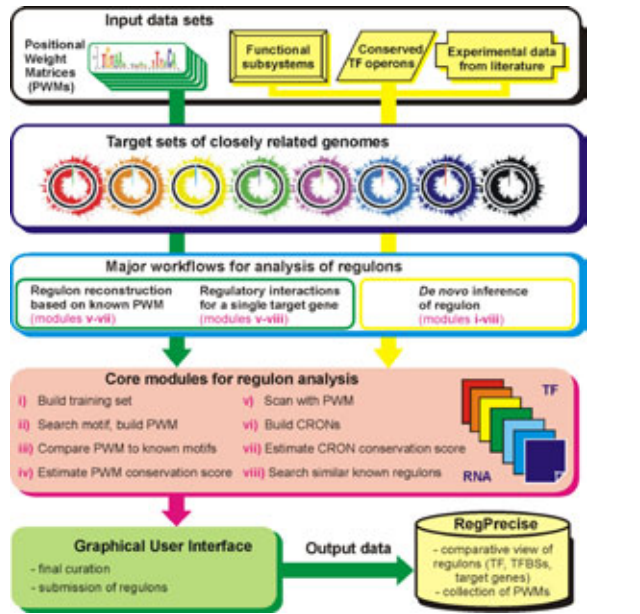 Input data sets
Positional
Weight
Matrices
(PWMs)
Functional
subsystems
Conserved
TF operons
Experimental data
from literature
Target sets of closely related genomes
Major workflows for analysis of regulons
Regulon reconstruction
based on known PWM
(modules v-vii)
Regulatory interactions
for a single target gene
(modules v-viii)
De novo inference
of regulon
(modules i-viii)
Core modules for regulon analysis
i) Build training set
ii) Search motif, build PWM
iii) Compare PWM to known motifs
iv) Estimate PWM conservation score
v) Scan with PWM
vi) Build CRONs
vii) Estimate CRON conservation score
viii) Search similar known regulons
TF
RNA
Graphical User Interface
- final curation
- submission of regulons
Output data
RegPrecise
- comparative view of
regulons (TF, TFBSs,
target genes)
- collection of PWMs